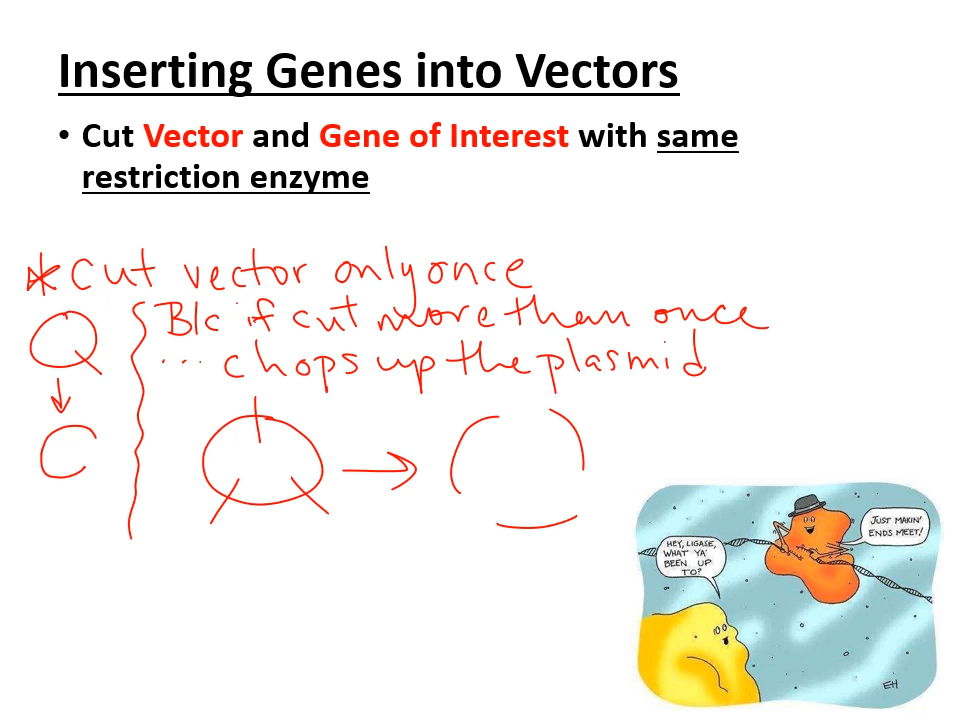 Inserting Genes into Vectors
• Cut Vector and Gene of Interest with same
restriction enzyme
* Cut vector only once
B/c if cut more than once
... chops up the plasmid
JUST MAKIN'
ENDS MEET!
HEY, LIGASE,
WHAT YA'
BEEN UP
TO?
EH